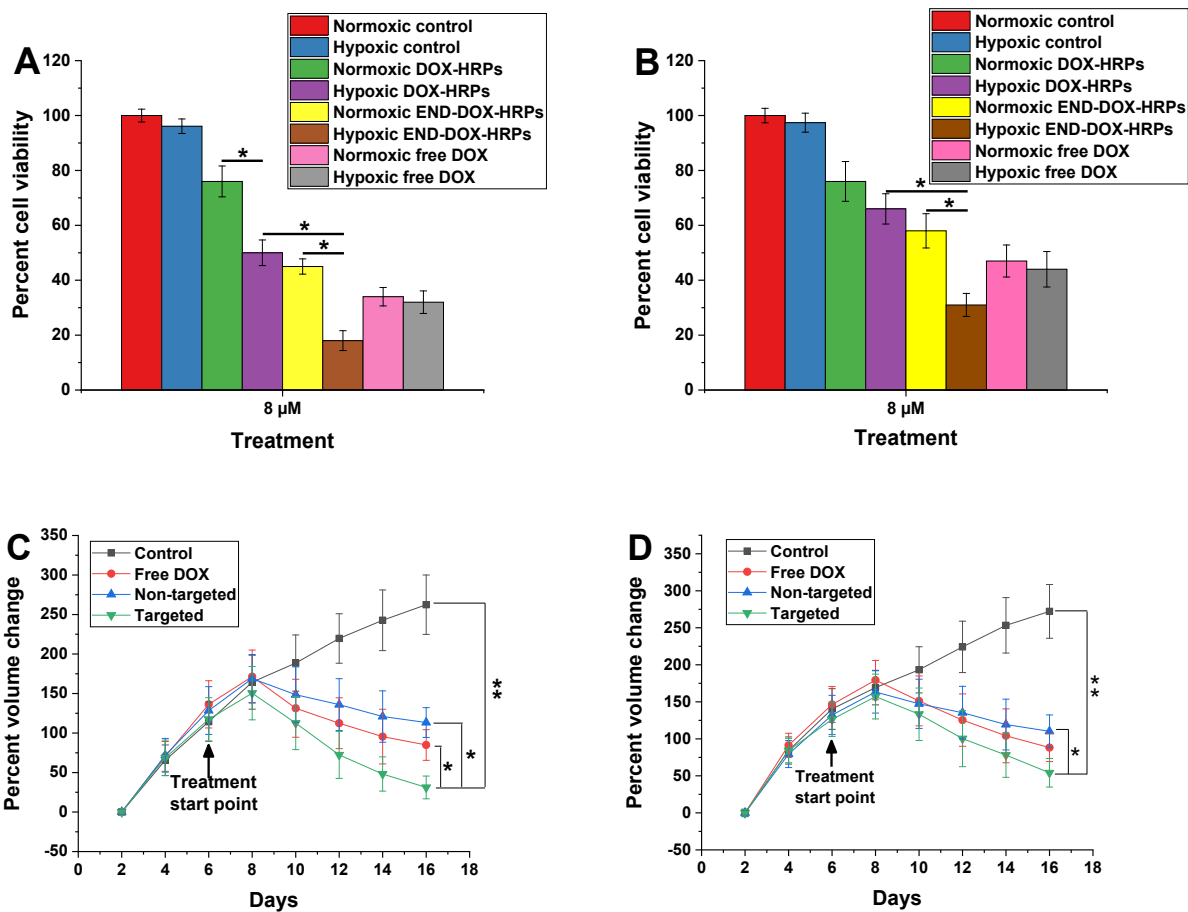 A
Normoxic control
Hypoxic control
Normoxic DOX-HRPs
Hypoxic DOX-HRPs
Normoxic END-DOX-HRPs
Hypoxic END-DOX-HRPs
Normoxic free DOX
Hypoxic free DOX
Percent cell viability
120
100
80
60
40
20
0
*
*
*
8 µM
Treatment
B
Normoxic control
Hypoxic control
Normoxic DOX-HRPs
Hypoxic DOX-HRPs
Normoxic END-DOX-HRPs
Hypoxic END-DOX-HRPs
Normoxic free DOX
Hypoxic free DOX
Percent cell viability
120
100
80
60
40
20
0
*
*
8 µM
Treatment
C
Control
Free DOX
Non-targeted
Targeted
Percent volume change
350
300
250
200
150
100
50
0
-50
Treatment
start point
*
*
**
0 2 4 6 8 10 12 14 16 18
Days
D
Control
Free DOX
Non-targeted
Targeted
Percent volume change
350
300
250
200
150
100
50
0
-50
Treatment
start point
*
**
0 2 4 6 8 10 12 14 16 18
Days